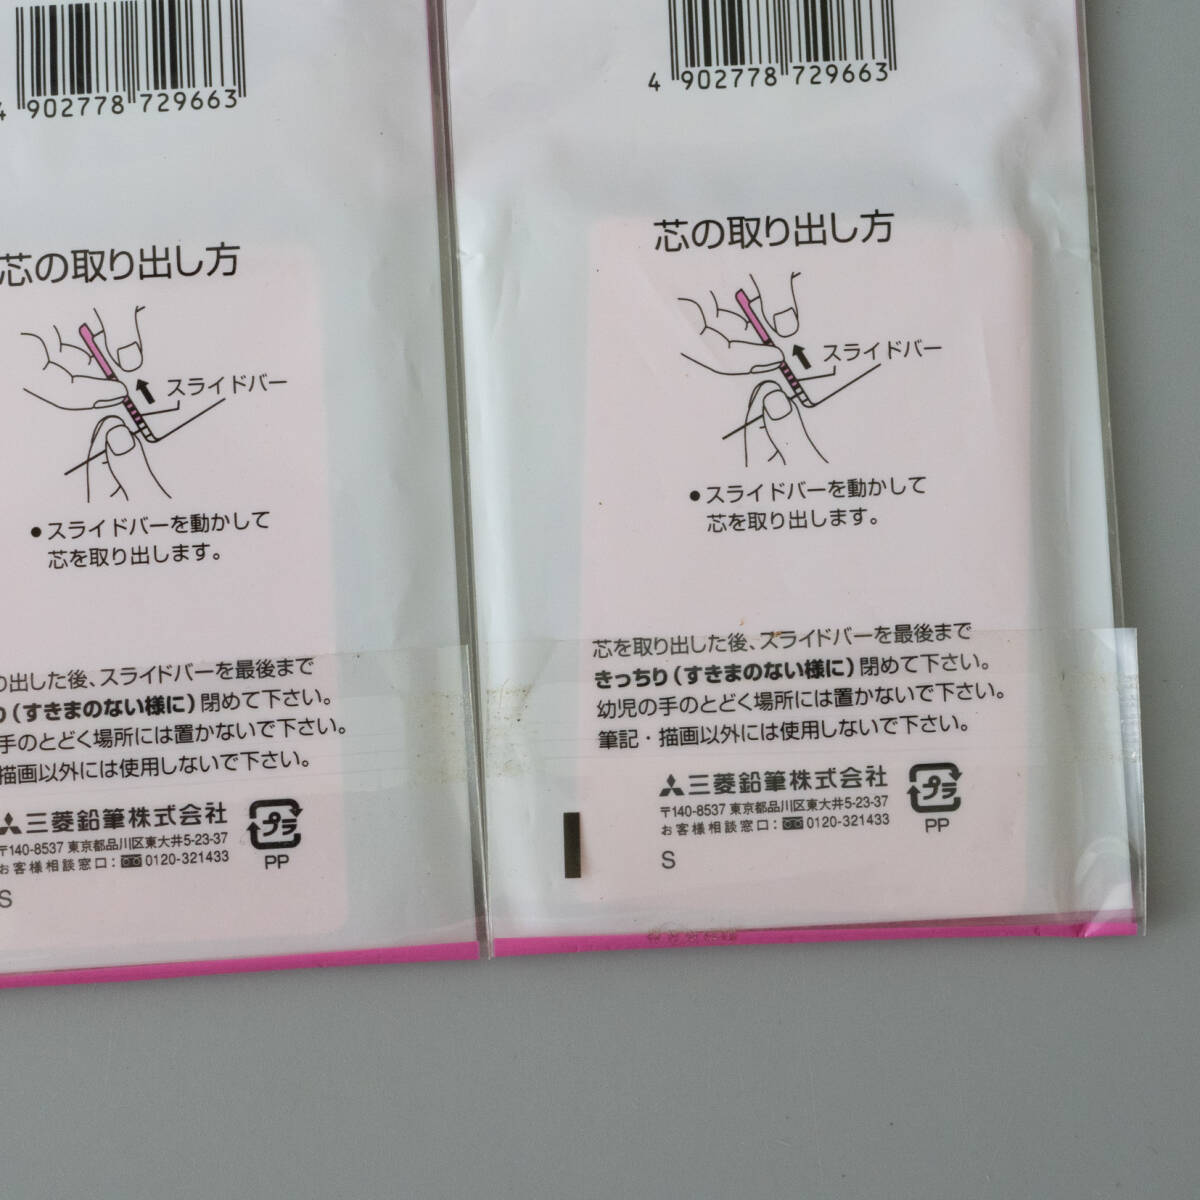 4 902778 729663
芯の取り出し方
スライドバー
●スライドバーを動かして
芯を取り出します。
り出した後、スライドバーを最後まで
り(すきまのない様に)閉めて下さい。
手のとどく場所には置かないで下さい。
描画以外には使用しないで下さい。
三菱鉛筆株式会社
〒140-8537 東京都品川区東大井5-23-37
お客様相談窓口: 0120-321433
プラ
PP
S
4 902778 729663
芯の取り出し方
スライドバー
●スライドバーを動かして
芯を取り出します。
芯を取り出した後、スライドバーを最後まで
きっちり(すきまのない様に)閉めて下さい。
幼児の手のとどく場所には置かないで下さい。
筆記・描画以外には使用しないで下さい。
三菱鉛筆株式会社
〒140-8537 東京都品川区東大井5-23-37
お客様相談窓口: 0120-321433
プラ
PP
S